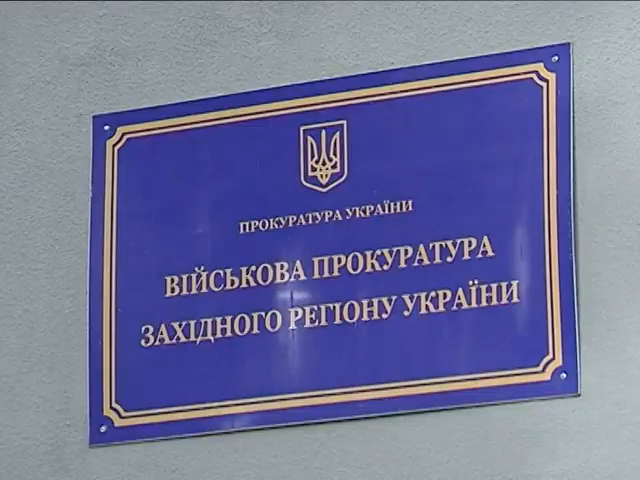 ПРОКУРАТУРА УКРАЇНИ
ВІЙСЬКОВА ПРОКУРАТУРА
ЗАХІДНОГО РЕГІОНУ УКРАЇНИ